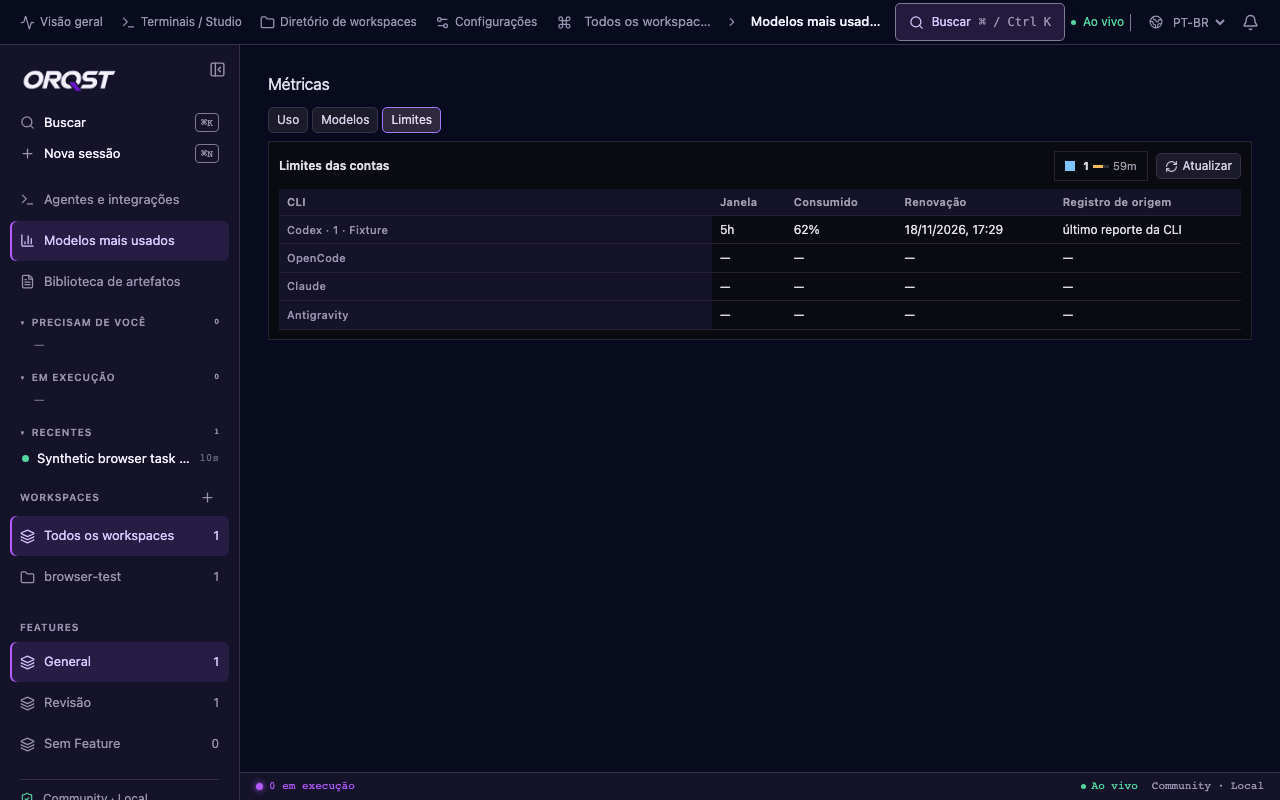 Visão geral
Terminais / Studio
Diretório de workspaces
Configurações
⌘
Todos os workspac...
Modelos mais usad...
Buscar ⌘ / Ctrl K
Ao vivo
PT-BR
ORQST
Buscar ⌘K
Nova sessão ⌘N
Agentes e integrações
Modelos mais usados
Biblioteca de artefatos
PRECISAM DE VOCÊ 0
—
EM EXECUÇÃO 0
—
RECENTES 1
Synthetic browser task ... 10s
WORKSPACES +
Todos os workspaces 1
browser-test 1
FEATURES
General 1
Revisão 1
Sem Feature 0
Community · Local
Métricas
Uso Modelos Limites
Limites das contas
1 59m
Atualizar
CLI Janela Consumido Renovação Registro de origem
Codex · 1 · Fixture 5h 62% 18/11/2026, 17:29 último reporte da CLI
OpenCode — — — —
Claude — — — —
Antigravity — — — —
0 em execução
Ao vivo Community · Local